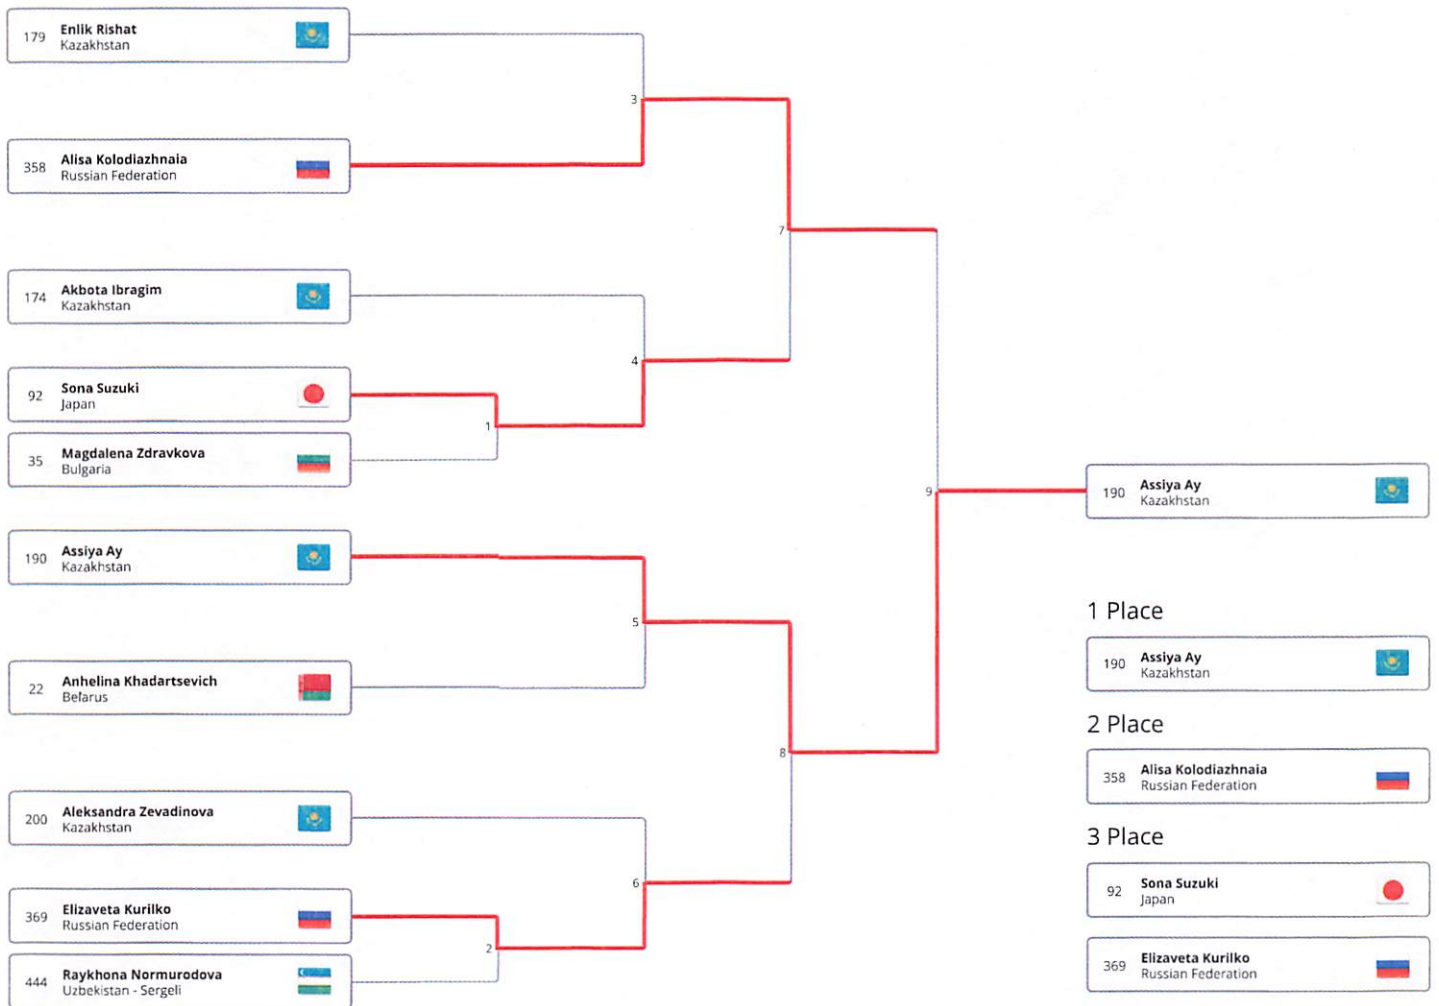 179 Enlik Rishat
Kazakhstan
358 Alisa Kolodiazhnaia
Russian Federation
174 Akbota Ibragim
Kazakhstan
92 Sona Suzuki
Japan
35 Magdalena Zdravkova
Bulgaria
190 Assiya Ay
Kazakhstan
22 Anhelina Khadartsevich
Belarus
200 Aleksandra Zevadinova
Kazakhstan
369 Elizaveta Kurilko
Russian Federation
444 Raykhona Normurodova
Uzbekistan - Sergeli
1
2
3
4
5
6
7
8
9
190 Assiya Ay
Kazakhstan
1 Place
190 Assiya Ay
Kazakhstan
2 Place
358 Alisa Kolodiazhnaia
Russian Federation
3 Place
92 Sona Suzuki
Japan
369 Elizaveta Kurilko
Russian Federation